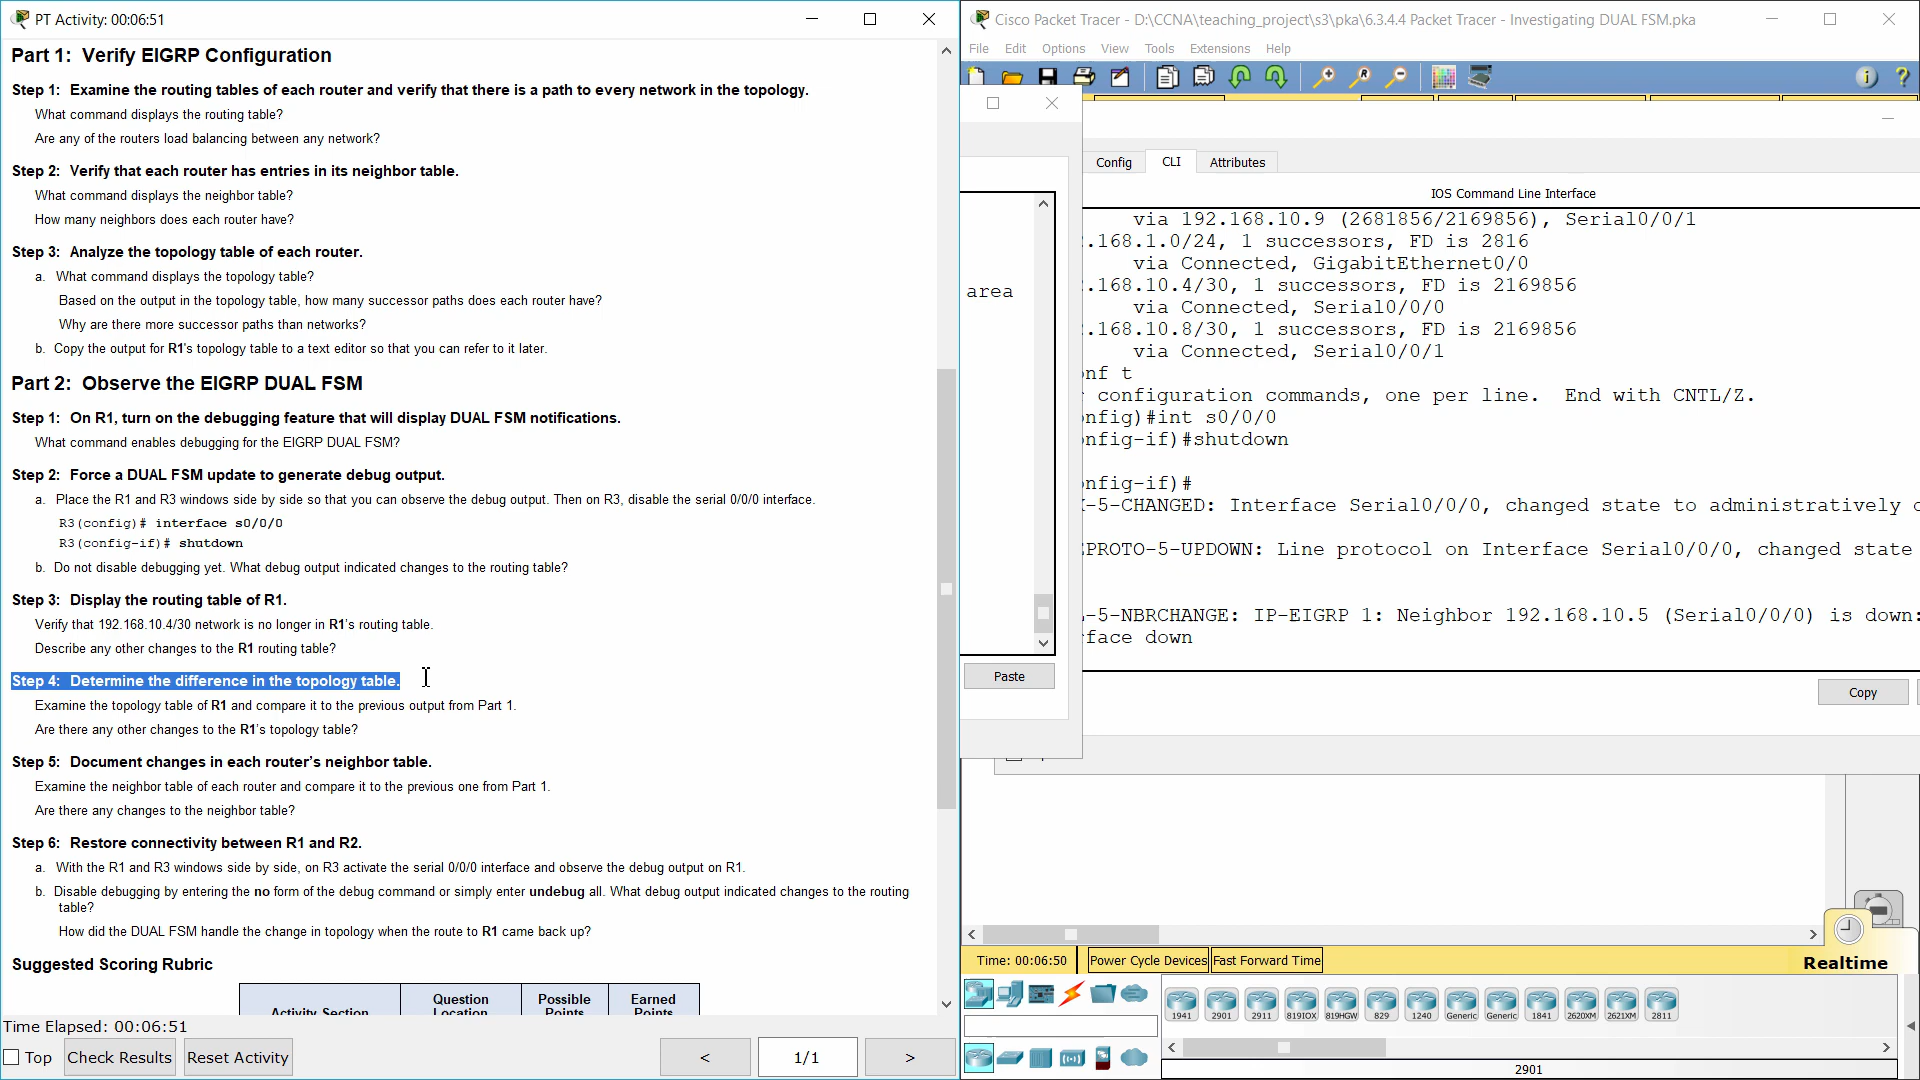 PT Activity: 00:06:51
Part 1: Verify EIGRP Configuration
Step 1: Examine the routing tables of each router and verify that there is a path to every network in the topology.
What command displays the routing table?
Are any of the routers load balancing between any network?
Step 2: Verify that each router has entries in its neighbor table.
What command displays the neighbor table?
How many neighbors does each router have?
Step 3: Analyze the topology table of each router.
a. What command displays the topology table?
Based on the output in the topology table, how many successor paths does each router have?
Why are there more successor paths than networks?
b. Copy the output for R1's topology table to a text editor so that you can refer to it later.
Part 2: Observe the EIGRP DUAL FSM
Step 1: On R1, turn on the debugging feature that will display DUAL FSM notifications.
What command enables debugging for the EIGRP DUAL FSM?
Step 2: Force a DUAL FSM update to generate debug output.
a. Place the R1 and R3 windows side by side so that you can observe the debug output. Then on R3, disable the serial 0/0/0 interface.
R3(config)# interface s0/0/0
R3(config-if)# shutdown
b. Do not disable debugging yet. What debug output indicated changes to the routing table?
Step 3: Display the routing table of R1.
Verify that 192.168.10.4/30 network is no longer in R1's routing table.
Describe any other changes to the R1 routing table?
Step 4: Determine the difference in the topology table.
Examine the topology table of R1 and compare it to the previous output from Part 1.
Are there any other changes to the R1's topology table?
Step 5: Document changes in each router's neighbor table.
Examine the neighbor table of each router and compare it to the previous one from Part 1.
Are there any changes to the neighbor table?
Step 6: Restore connectivity between R1 and R2.
a. With the R1 and R3 windows side by side, on R3 activate the serial 0/0/0 interface and observe the debug output on R1.
b. Disable debugging by entering the no form of the debug command or simply enter undebug all. What debug output indicated changes to the routing
table?
How did the DUAL FSM handle the change in topology when the route to R1 came back up?
Suggested Scoring Rubric
Activity Section
Question Location
Possible Points
Earned Points
Time Elapsed: 00:06:51
Top
Check Results
Reset Activity
<
1/1
>
Cisco Packet Tracer - D:\CCNA\teaching_project\s3\pka\6.3.4.4 Packet Tracer - Investigating DUAL FSM.pka
File Edit Options View Tools Extensions Help
area
Paste
Config CLI Attributes
IOS Command Line Interface
via 192.168.10.9 (2681856/2169856), Serial0/0/1
.168.1.0/24, 1 successors, FD is 2816
via Connected, GigabitEthernet0/0
.168.10.4/30, 1 successors, FD is 2169856
via Connected, Serial0/0/0
.168.10.8/30, 1 successors, FD is 2169856
via Connected, Serial0/0/1
nf t
configuration commands, one per line. End with CNTL/Z.
nfig)#int s0/0/0
nfig-if)#shutdown
nfig-if)#
-5-CHANGED: Interface Serial0/0/0, changed state to administratively
PROTO-5-UPDOWN: Line protocol on Interface Serial0/0/0, changed state
-5-NBRCHANGE: IP-EIGRP 1: Neighbor 192.168.10.5 (Serial0/0/0) is down:
face down
Copy
Time: 00:06:50
Power Cycle Devices
Fast Forward Time
Realtime
1941 2901 2911 819IOX 819HGW 829 1240 Generic Generic 1841 2620XM 2621XM 2811
2901